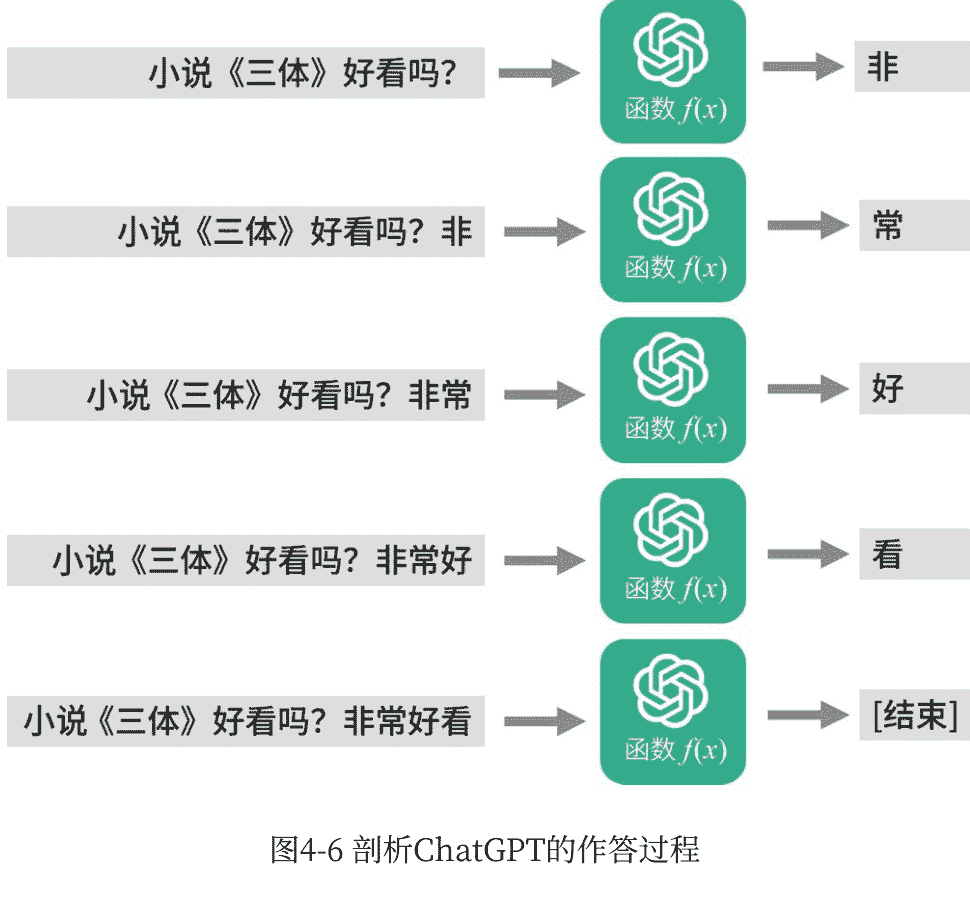 小说《三体》好看吗？
函数 f(x)
非
小说《三体》好看吗？非
函数 f(x)
常
小说《三体》好看吗？非常
函数 f(x)
好
小说《三体》好看吗？非常好
函数 f(x)
看
小说《三体》好看吗？非常好看
函数 f(x)
[结束]
图4-6 剖析ChatGPT的作答过程